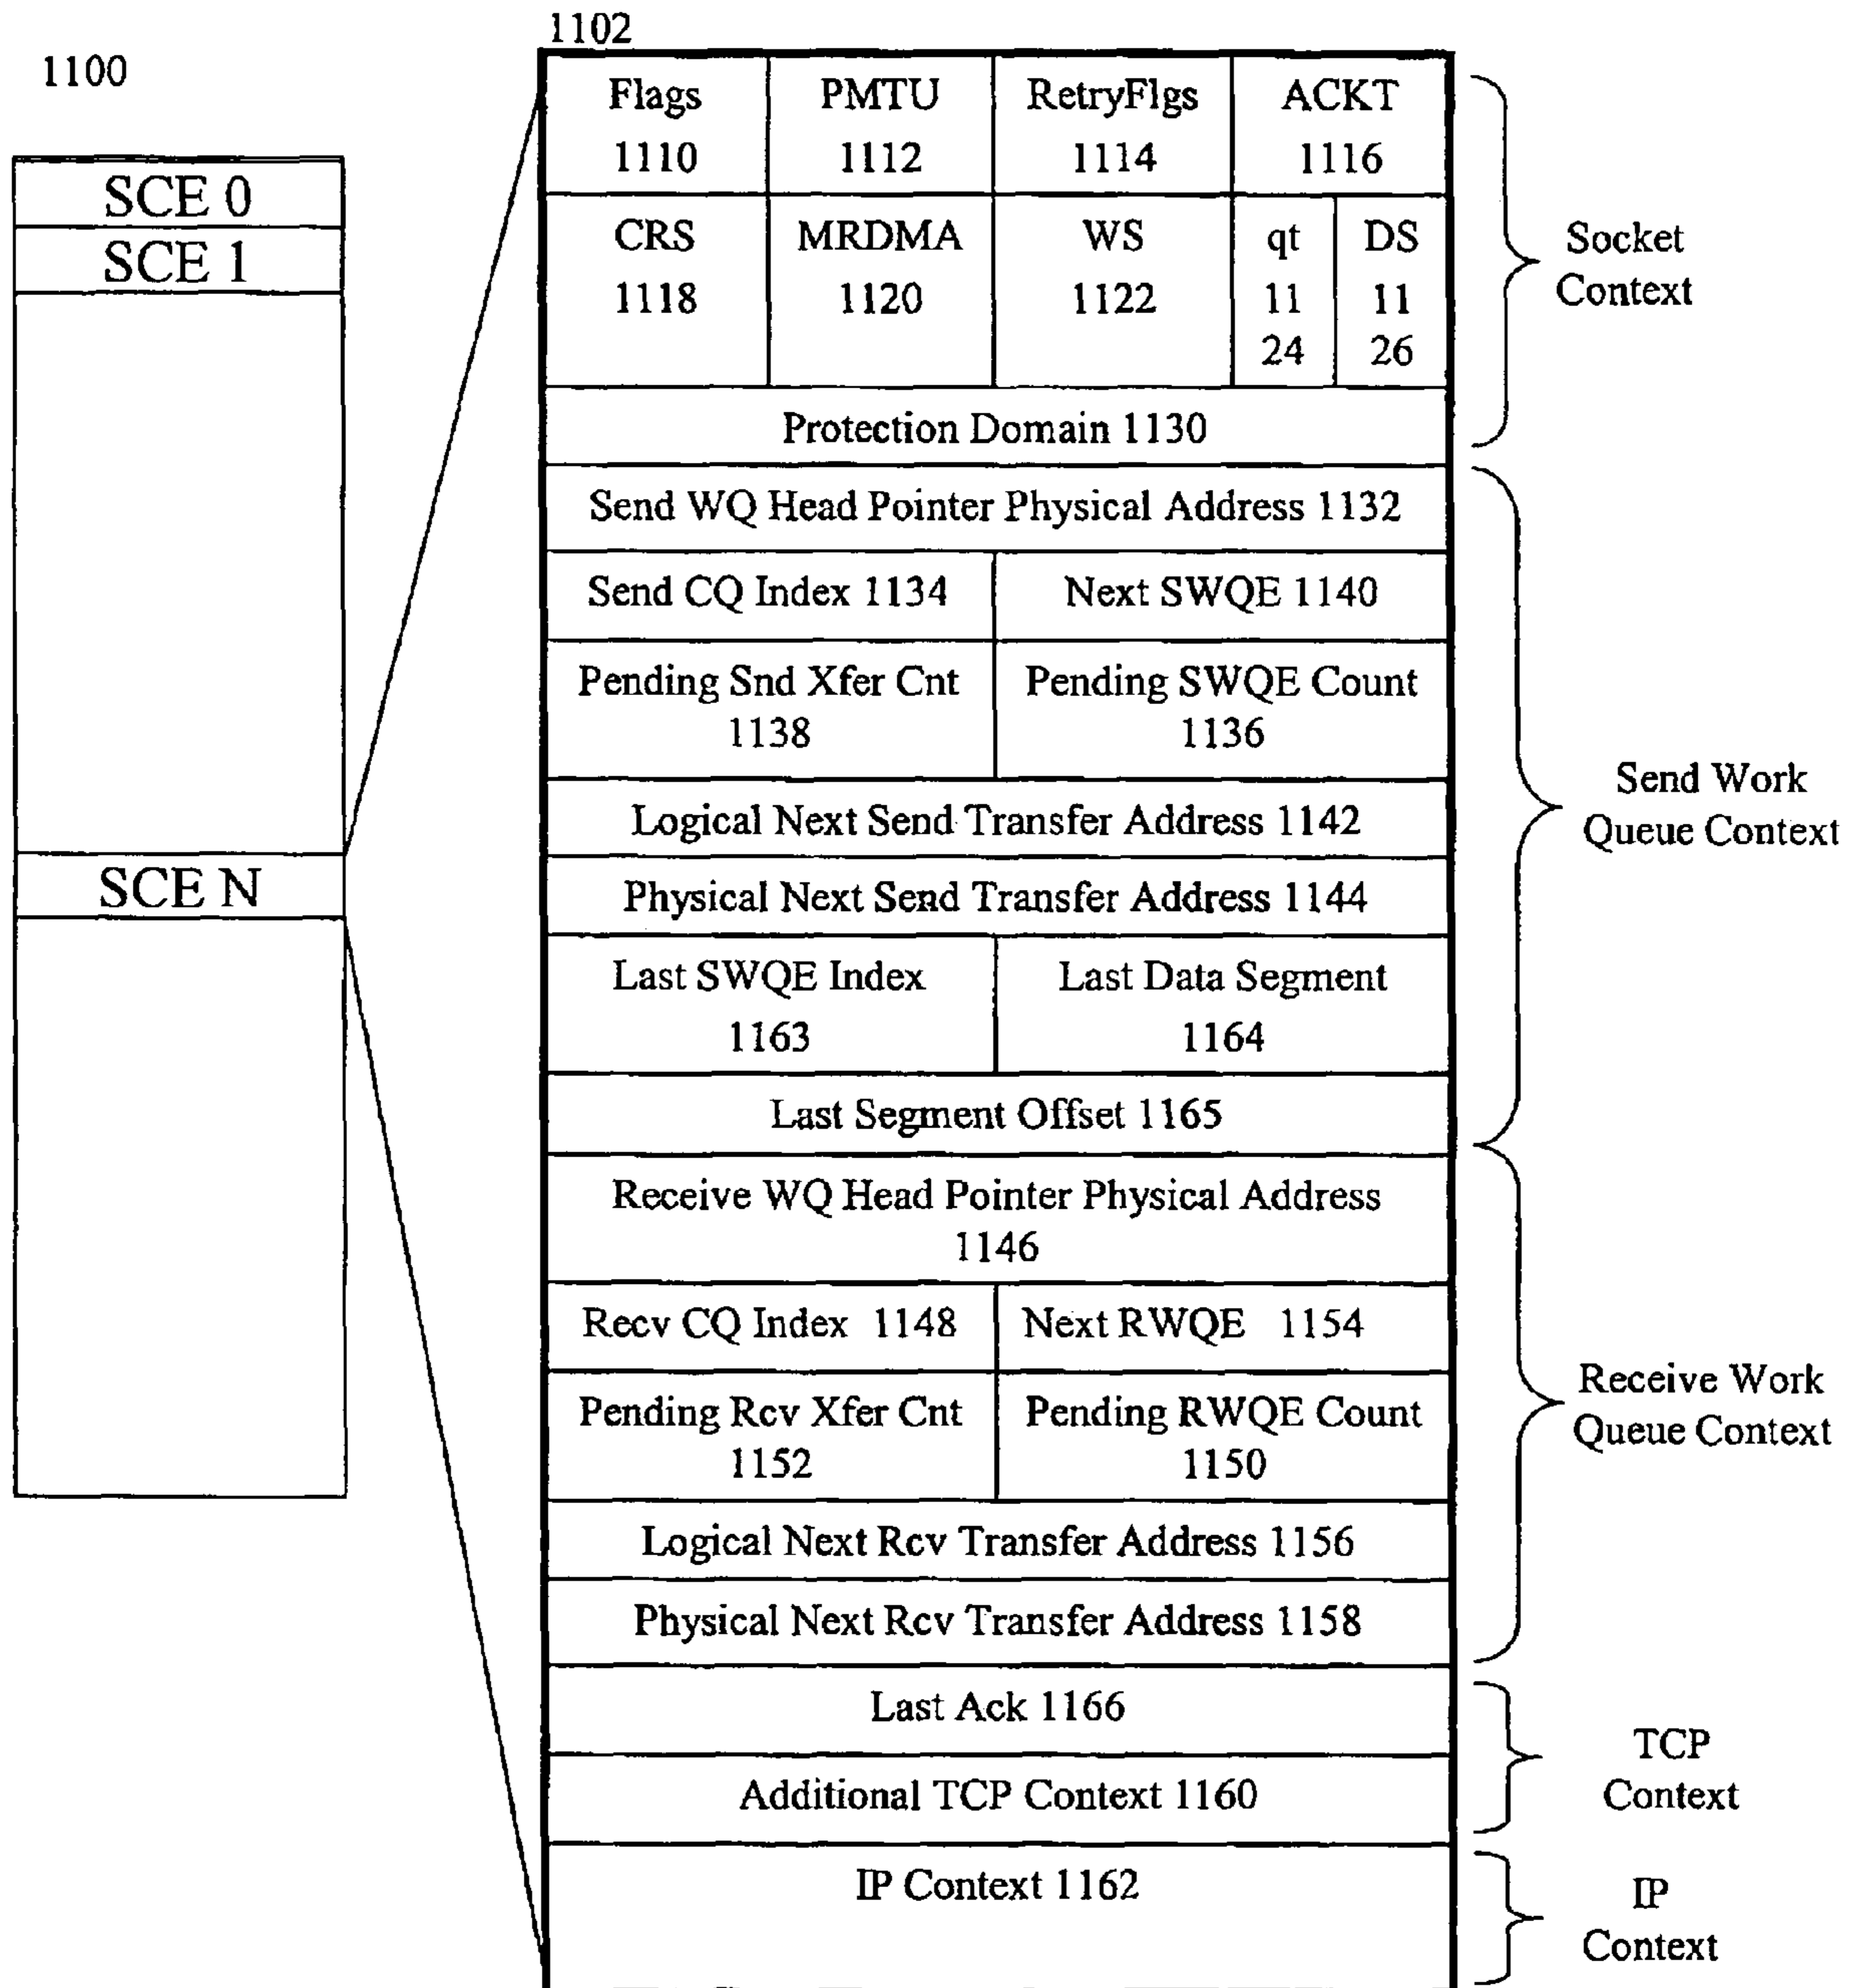 1100
SCE 0
SCE 1
SCE N
1102
Flags
1110
PMTU
1112
RetryFlgs
1114
ACKT
1116
CRS
1118
MRDMA
1120
WS
1122
qt
11
24
DS
11
26
Protection Domain 1130
Socket
Context
Send WQ Head Pointer Physical Address 1132
Send CQ Index 1134
Next SWQE 1140
Pending Snd Xfer Cnt
1138
Pending SWQE Count
1136
Logical Next Send Transfer Address 1142
Physical Next Send Transfer Address 1144
Last SWQE Index
1163
Last Data Segment
1164
Last Segment Offset 1165
Send Work
Queue Context
Receive WQ Head Pointer Physical Address
1146
Recv CQ Index 1148
Next RWQE 1154
Pending Rcv Xfer Cnt
1152
Pending RWQE Count
1150
Logical Next Rcv Transfer Address 1156
Physical Next Rcv Transfer Address 1158
Receive Work
Queue Context
Last Ack 1166
Additional TCP Context 1160
TCP
Context
IP Context 1162
IP
Context